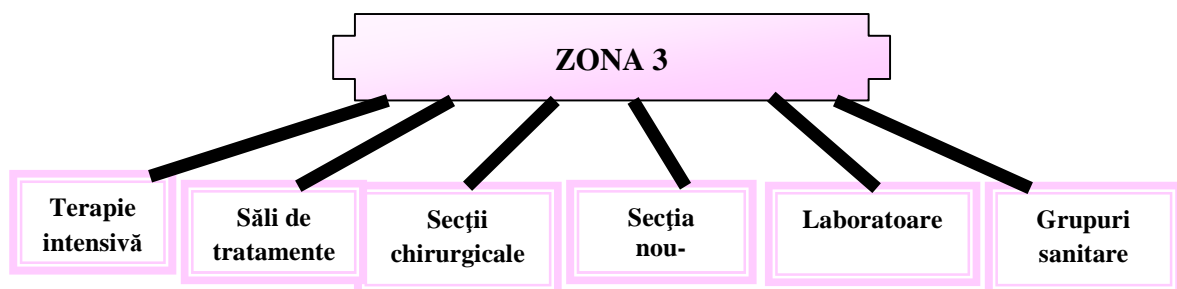 ZONA 3
Terapie
intensivă
Săli de
tratamente
Secţii
chirurgicale
Secţia
nou-
Laboratoare
Grupuri
sanitare